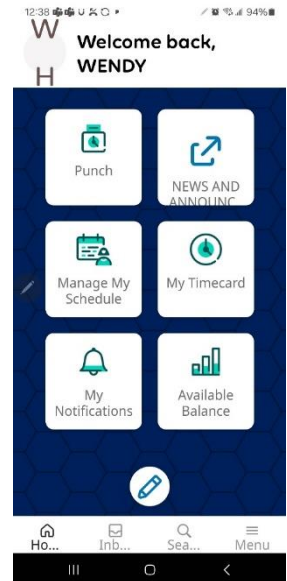 12:38
94%
W
H
Welcome back,
WENDY
Punch
NEWS AND
ANNOUNC
Manage My
Schedule
My Timecard
My
Notifications
Available
Balance
Ho...
Inb...
Sea...
Menu